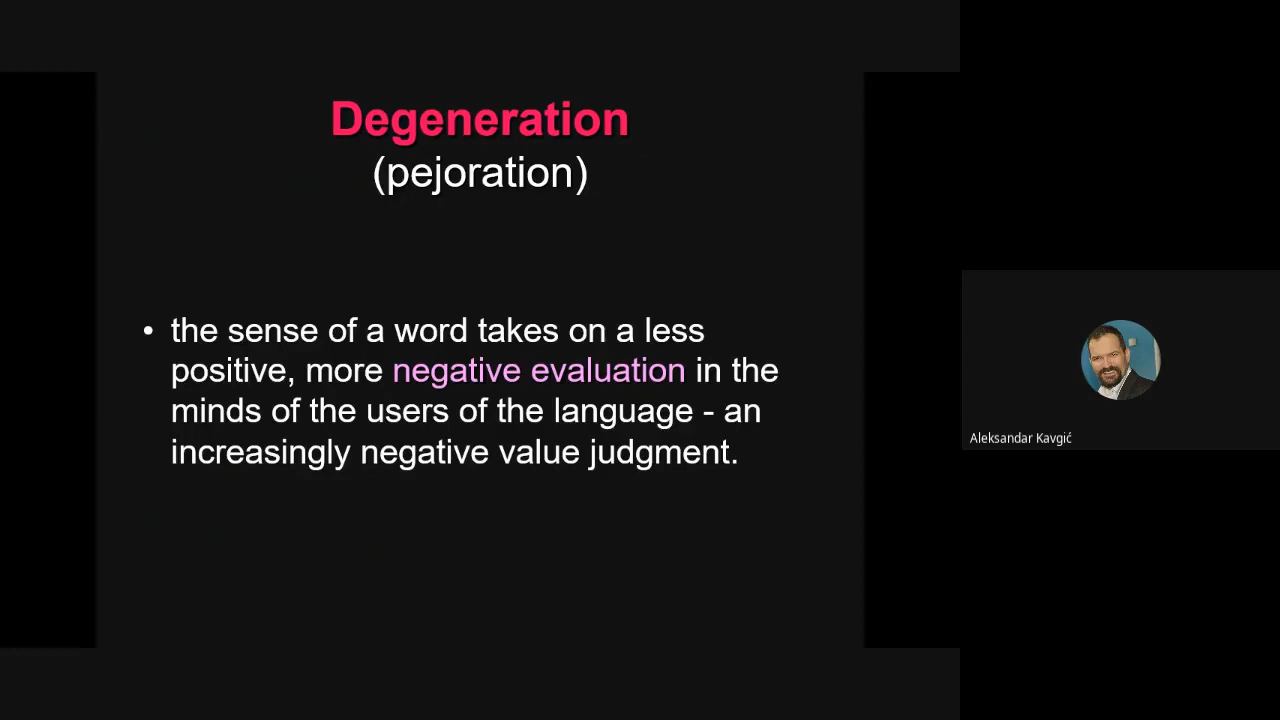 Degeneration
(pejoration)
• the sense of a word takes on a less
positive, more negative evaluation in the
minds of the users of the language - an
increasingly negative value judgment.
Aleksandar Kavgić